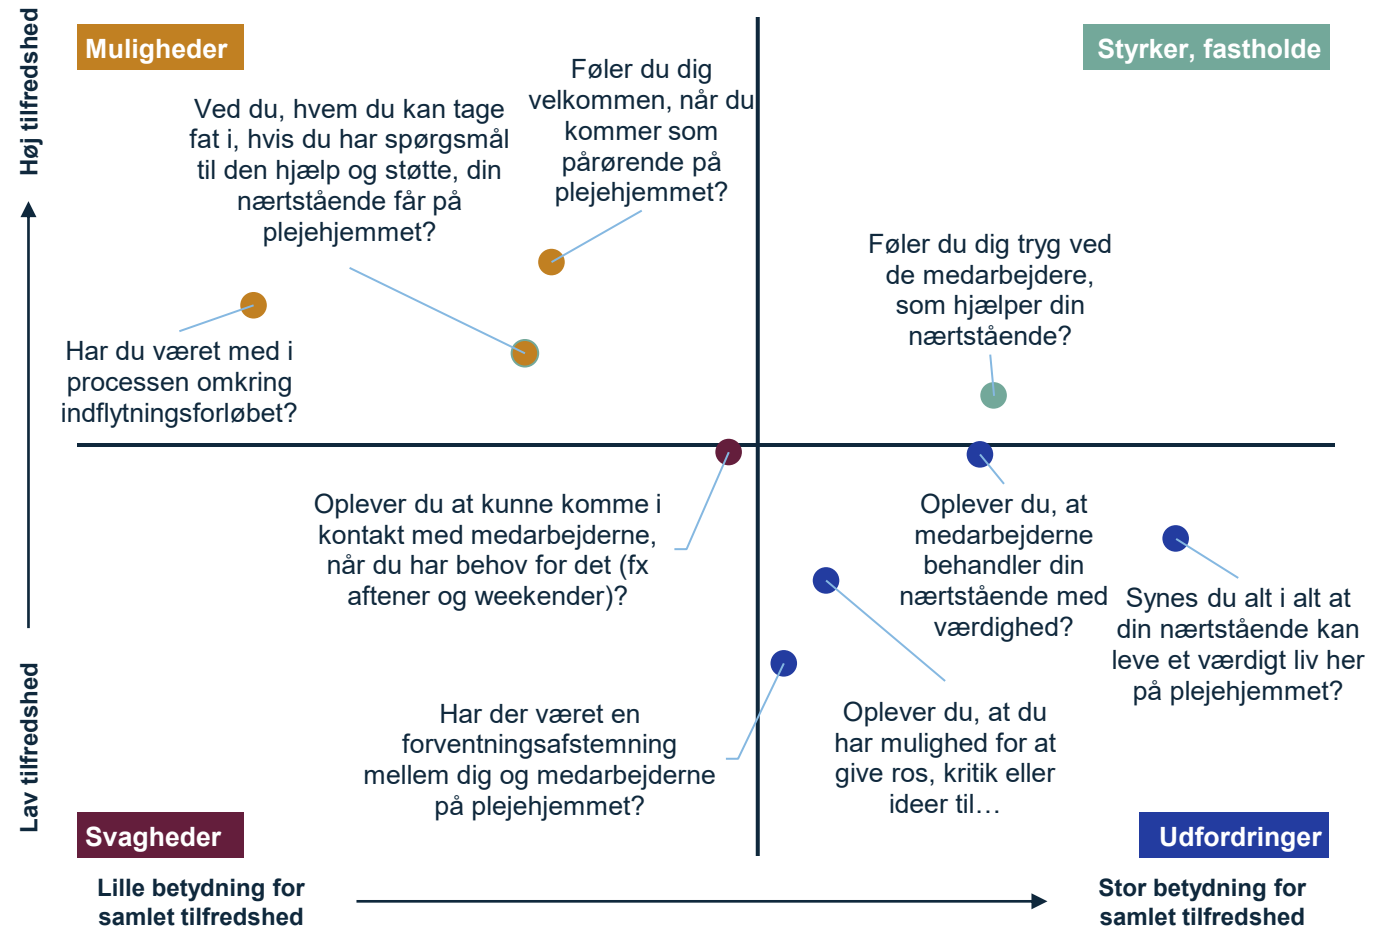 Høj tilfredshed
Muligheder
Styrker, fastholde
Ved du, hvem du kan tage
fat i, hvis du har spørgsmål
til den hjælp og støtte, din
nærtstående får på
plejehjemmet?
Føler du dig
velkommen, når du
kommer som
pårørende på
plejehjemmet?
Føler du dig tryg ved
de medarbejdere,
som hjælper din
nærtstående?
Har du været med i
processen omkring
indflytningsforløbet?
Oplever du at kunne komme i
kontakt med medarbejderne,
når du har behov for det (fx
aftener og weekender)?
Oplever du, at
medarbejderne
behandler din
nærtstående med
værdighed?
Synes du alt i alt at
din nærtstående kan
leve et værdigt liv her
på plejehjemmet?
Har der været en
forventningsafstemning
mellem dig og medarbejderne
på plejehjemmet?
Oplever du, at du
har mulighed for at
give ros, kritik eller
ideer til…
Lav tilfredshed
Svagheder
Udfordringer
Lille betydning for
samlet tilfredshed
Stor betydning for
samlet tilfredshed